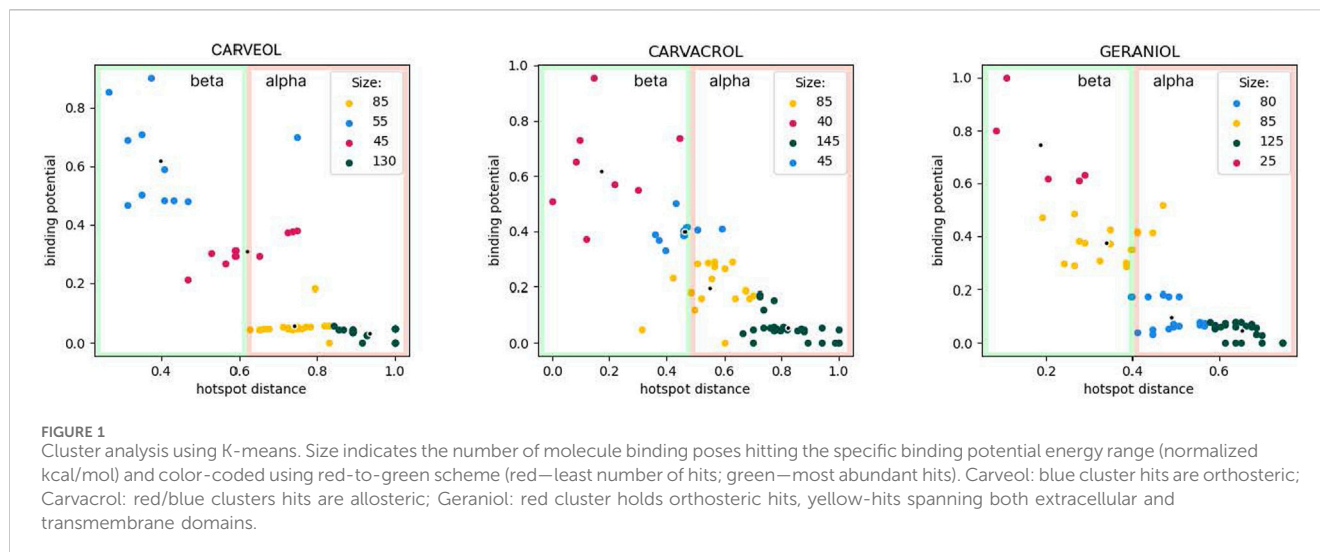 CARVEOL
beta alpha
Size:
85
55
45
130
binding potential
0.8
0.6
0.4
0.2
0.0
0.4 0.6 0.8 1.0
hotspot distance
CARVACROL
beta alpha
Size:
85
40
145
45
binding potential
1.0
0.8
0.6
0.4
0.2
0.0
0.0 0.2 0.4 0.6 0.8 1.0
hotspot distance
GERANIOL
beta alpha
Size:
80
85
125
25
binding potential
1.0
0.8
0.6
0.4
0.2
0.0
0.2 0.4 0.6
hotspot distance
FIGURE 1
Cluster analysis using K-means. Size indicates the number of molecule binding poses hitting the specific binding potential energy range (normalized
kcal/mol) and color-coded using red-to-green scheme (red—least number of hits; green—most abundant hits). Carveol: blue cluster hits are orthosteric;
Carvacrol: red/blue clusters hits are allosteric; Geraniol: red cluster holds orthosteric hits, yellow-hits spanning both extracellular and
transmembrane domains.